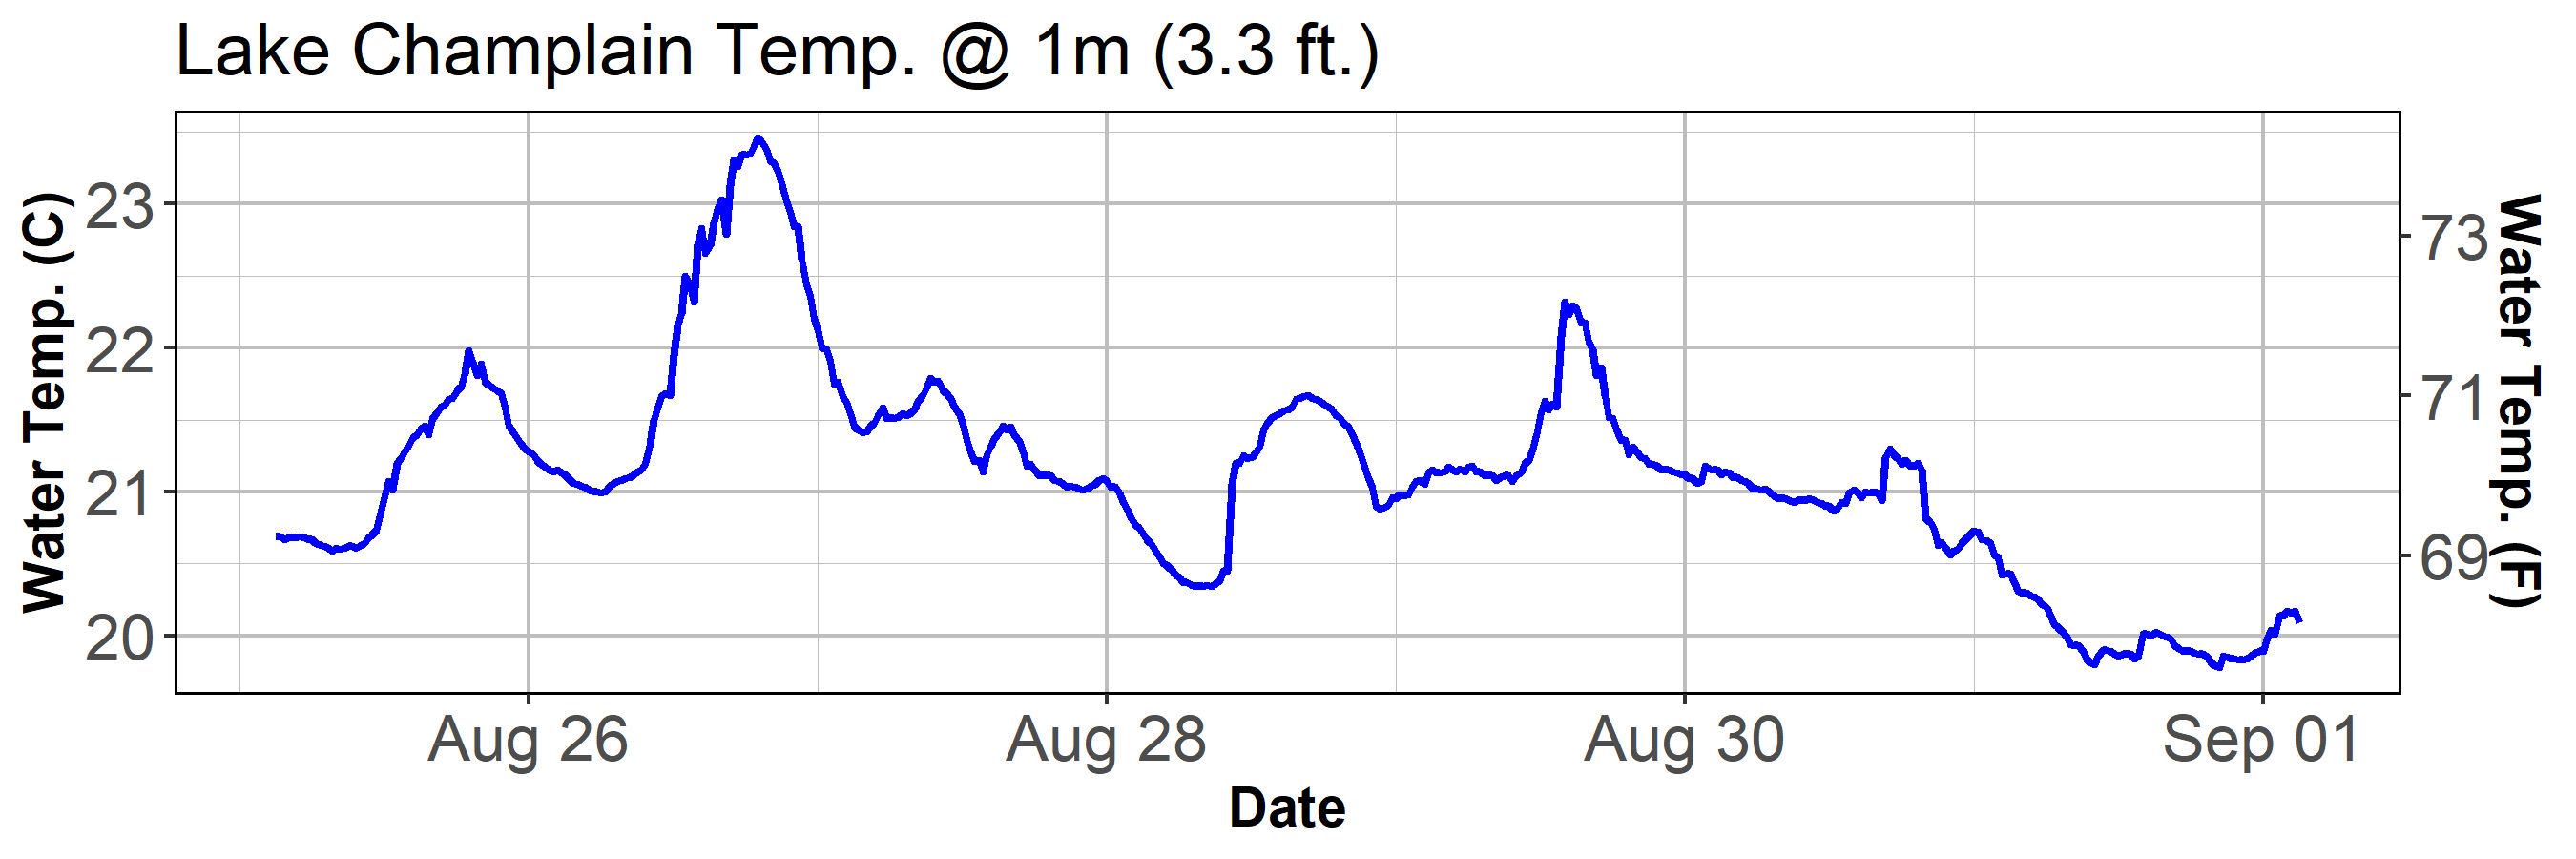 Lake Champlain Temp. @ 1m (3.3 ft.)
Water Temp. (C)
23
22
21
20
73
71
69
Water Temp. (F)
Aug 26
Aug 28
Aug 30
Sep 01
Date